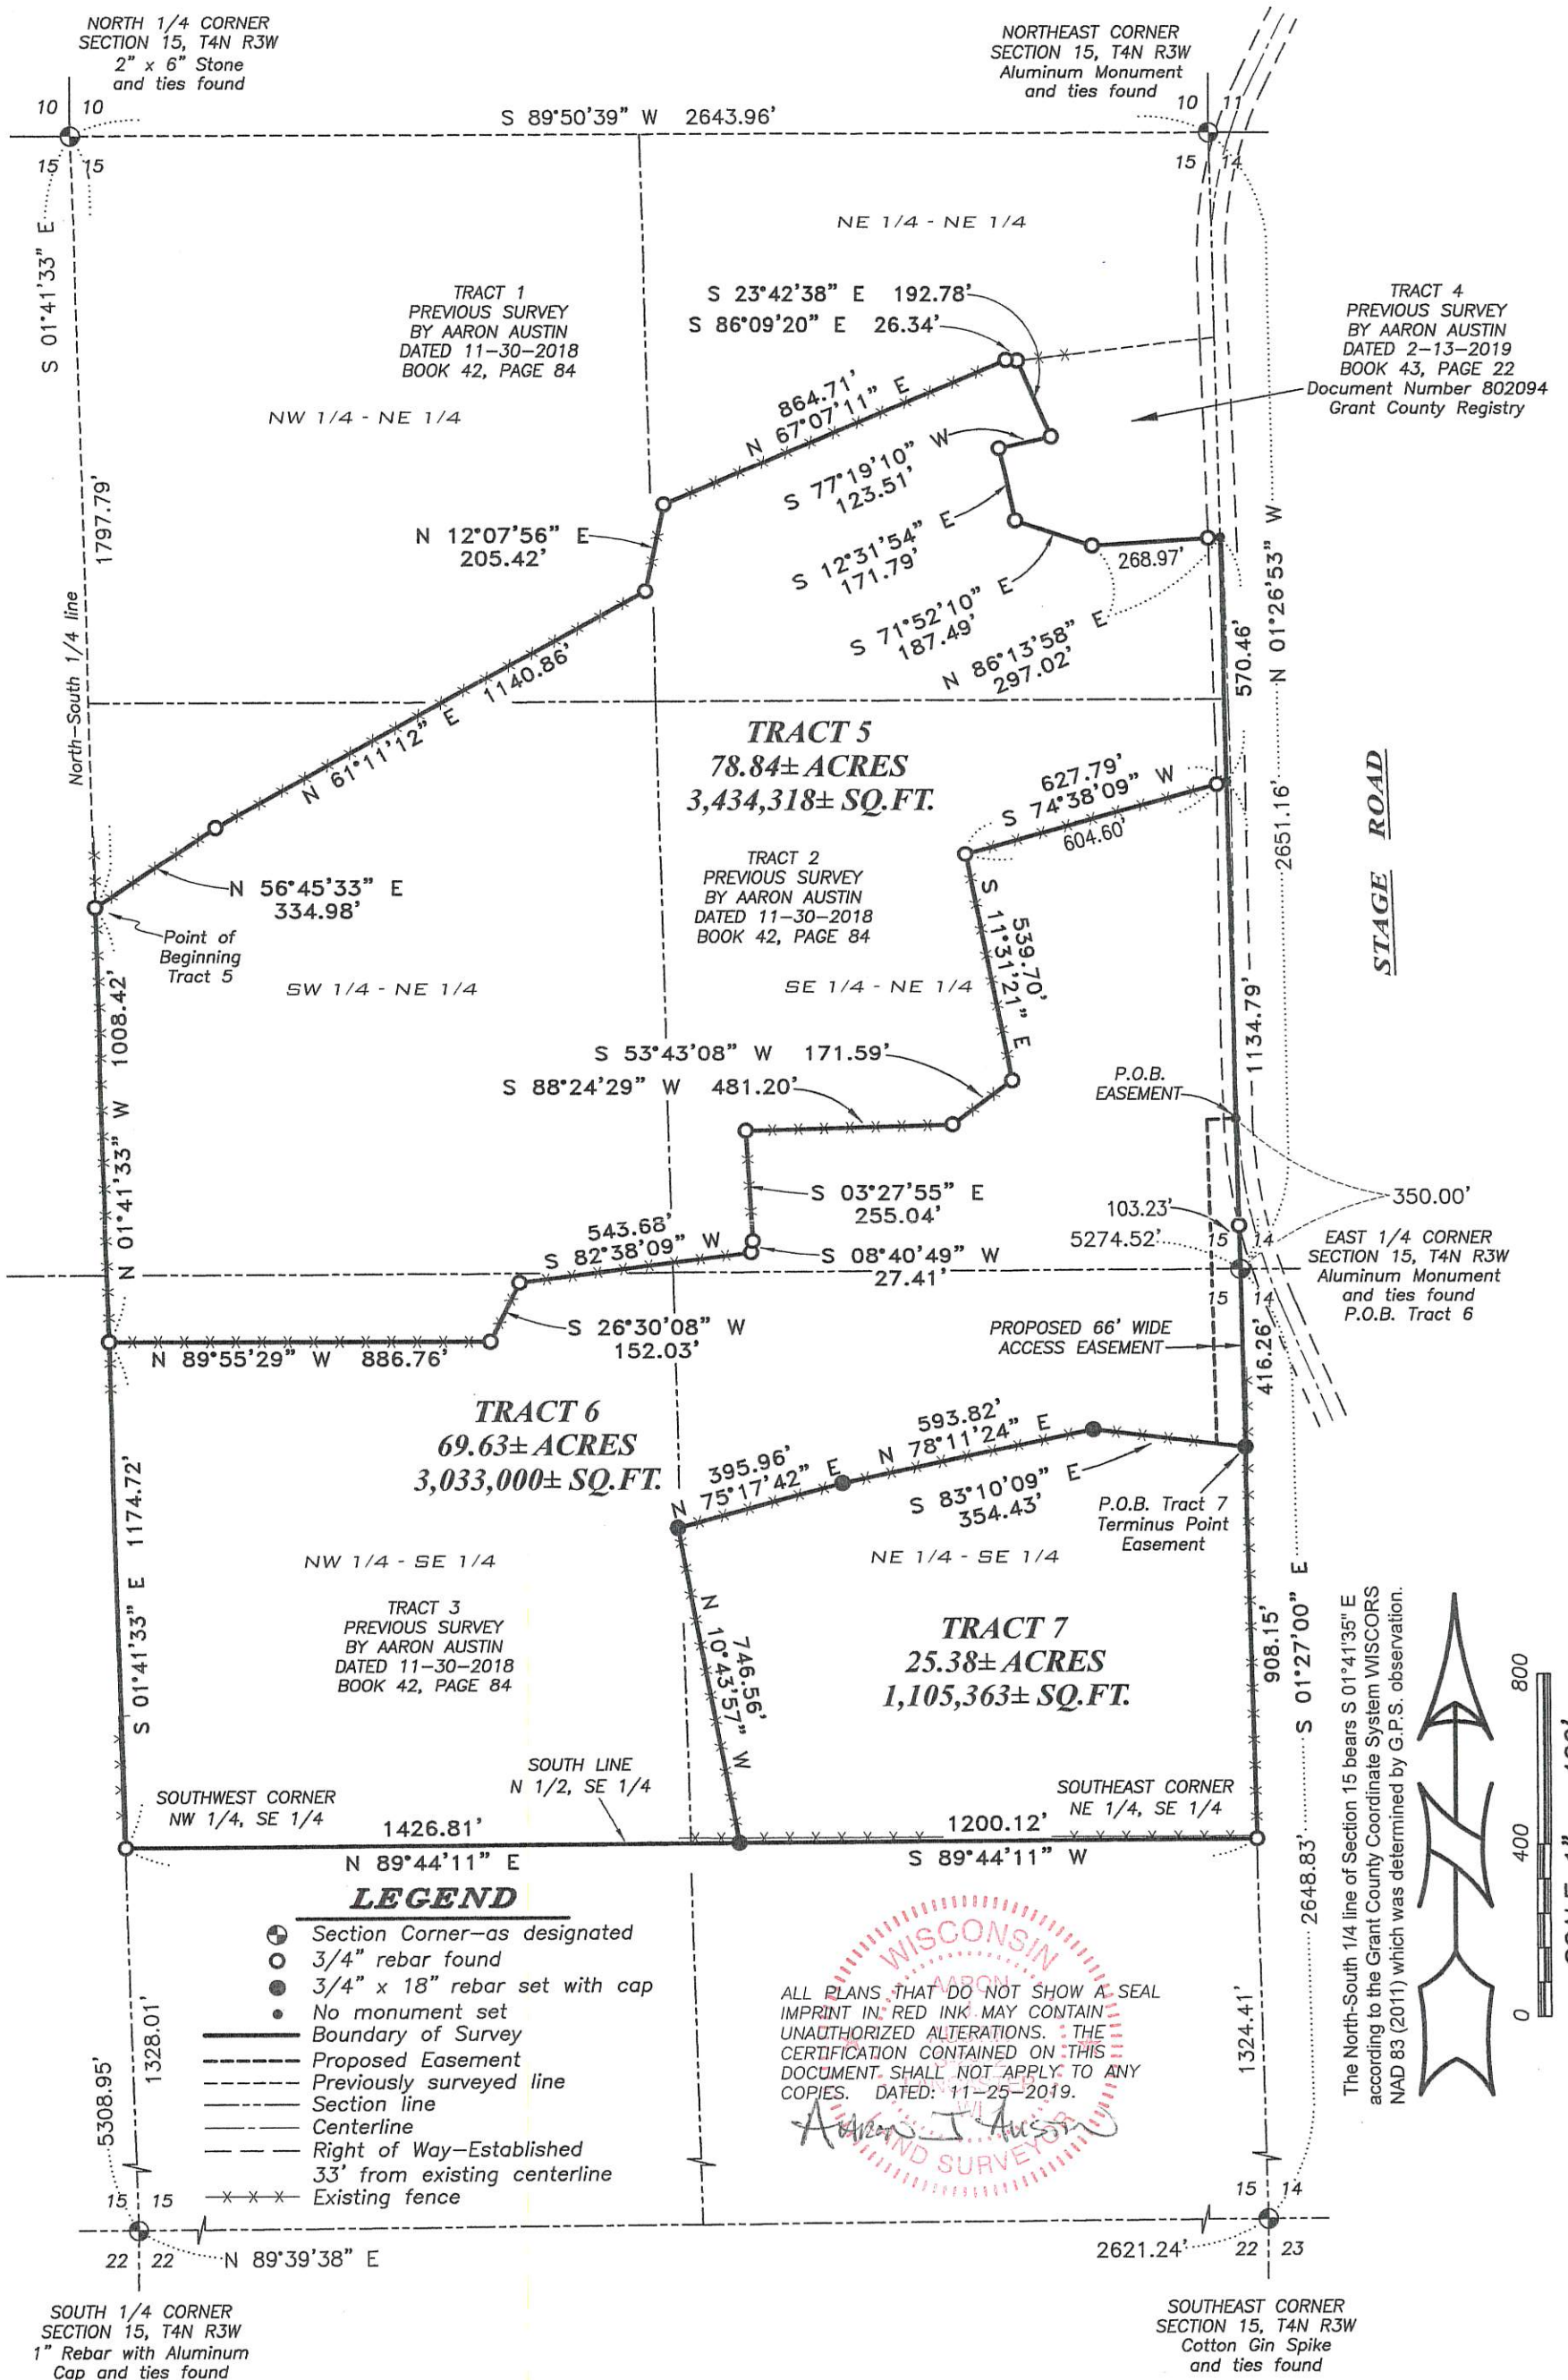 NORTH 1/4 CORNER
SECTION 15, T4N R3W
2" x 6" Stone
and ties found
NORTHEAST CORNER
SECTION 15, T4N R3W
Aluminum Monument
and ties found
10 10
15 15
10 11
15 14
S 89°50'39" W 2643.96'
S 01°41'33" E
1797.79'
North-South 1/4 line
NE 1/4 - NE 1/4
TRACT 1
PREVIOUS SURVEY
BY AARON AUSTIN
DATED 11-30-2018
BOOK 42, PAGE 84
NW 1/4 - NE 1/4
S 23°42'38" E 192.78'
S 86°09'20" E 26.34'
TRACT 4
PREVIOUS SURVEY
BY AARON AUSTIN
DATED 2-13-2019
BOOK 43, PAGE 22
Document Number 802094
Grant County Registry
864.71'
N 67°07'11" E
S 77°19'10" W
123.51'
N 12°07'56" E
205.42'
S 12°31'54" E
171.79'
268.97'
S 71°52'10" E
187.49'
N 86°13'58" E
297.02'
570.46'
N 01°26'53" W
2651.16'
1140.86'
N 61°11'12" E
TRACT 5
78.84± ACRES
3,434,318± SQ.FT.
627.79'
S 74°38'09" W
604.60'
STAGE ROAD
N 56°45'33" E
334.98'
Point of
Beginning
Tract 5
TRACT 2
PREVIOUS SURVEY
BY AARON AUSTIN
DATED 11-30-2018
BOOK 42, PAGE 84
539.70'
S 11°31'21" E
SW 1/4 - NE 1/4
SE 1/4 - NE 1/4
N 01°41'33" W 1008.42'
1134.79'
S 53°43'08" W 171.59'
S 88°24'29" W 481.20'
P.O.B.
EASEMENT
S 03°27'55" E
255.04'
350.00'
103.23'
5274.52'
15 14
15 14
543.68'
S 82°38'09" W
S 08°40'49" W
27.41'
EAST 1/4 CORNER
SECTION 15, T4N R3W
Aluminum Monument
and ties found
P.O.B. Tract 6
S 26°30'08" W
152.03'
PROPOSED 66' WIDE
ACCESS EASEMENT
416.26'
N 89°55'29" W 886.76'
TRACT 6
69.63± ACRES
3,033,000± SQ.FT.
593.82'
N 78°11'24" E
395.96'
N 75°17'42" E
S 83°10'09" E
354.43'
P.O.B. Tract 7
Terminus Point
Easement
S 01°41'33" E 1174.72'
NW 1/4 - SE 1/4
NE 1/4 - SE 1/4
TRACT 3
PREVIOUS SURVEY
BY AARON AUSTIN
DATED 11-30-2018
BOOK 42, PAGE 84
746.56'
N 10°43'57" W
TRACT 7
25.38± ACRES
1,105,363± SQ.FT.
908.15'
S 01°27'00" E
2648.83'
The North-South 1/4 line of Section 15 bears S 01°41'35" E
according to the Grant County Coordinate System WISCORS
NAD 83 (2011) which was determined by G.P.S. observation.
N
0 400 800
SOUTHWEST CORNER
NW 1/4, SE 1/4
SOUTH LINE
N 1/2, SE 1/4
SOUTHEAST CORNER
NE 1/4, SE 1/4
1426.81'
N 89°44'11" E
1200.12'
S 89°44'11" W
LEGEND
Section Corner-as designated
3/4" rebar found
3/4" x 18" rebar set with cap
No monument set
Boundary of Survey
Proposed Easement
Previously surveyed line
Section line
Centerline
Right of Way-Established
33' from existing centerline
Existing fence
1328.01'
5308.95'
WISCONSIN
AARON
WI
LAND SURVEYOR
ALL PLANS THAT DO NOT SHOW A SEAL
IMPRINT IN RED INK MAY CONTAIN
UNAUTHORIZED ALTERATIONS. THE
CERTIFICATION CONTAINED ON THIS
DOCUMENT SHALL NOT APPLY TO ANY
COPIES. DATED: 11-25-2019.
Aaron J. Austin
1324.41'
15 15
22 22
N 89°39'38" E
2621.24'
15 14
22 23
SOUTH 1/4 CORNER
SECTION 15, T4N R3W
1" Rebar with Aluminum
Cap and ties found
SOUTHEAST CORNER
SECTION 15, T4N R3W
Cotton Gin Spike
and ties found